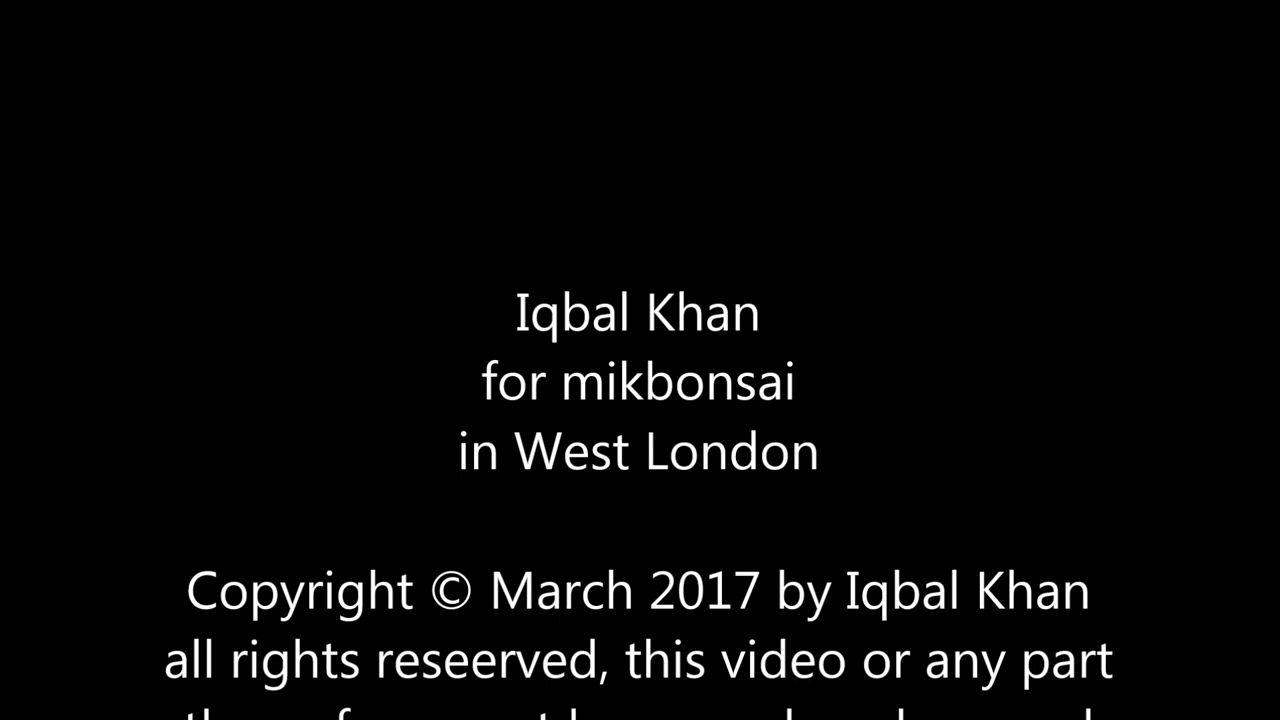 Iqbal Khan
for mikbonsai
in West London
Copyright © March 2017 by Iqbal Khan
all rights reseerved, this video or any part